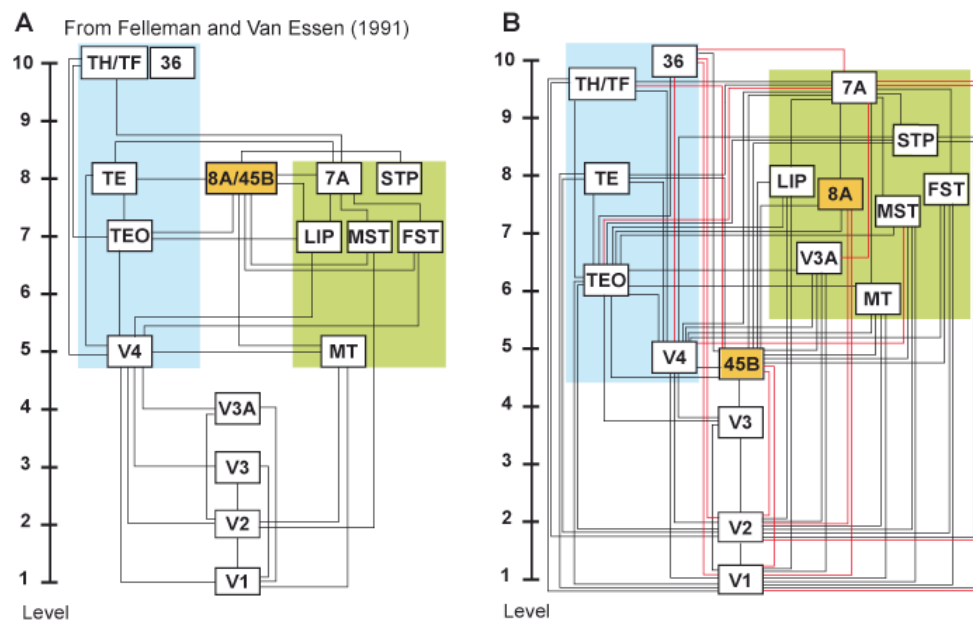 A From Felleman and Van Essen (1991)
10
9
8
7
6
5
4
3
2
1
Level
TH/TF 36
TE 8A/45B 7A STP
TEO LIP MST FST
V4 MT
V3A
V3
V2
V1
B
10
9
8
7
6
5
4
3
2
1
Level
36
TH/TF 7A
STP
TE LIP 8A FST
MST
V3A
TEO MT
V4 45B
V3
V2
V1